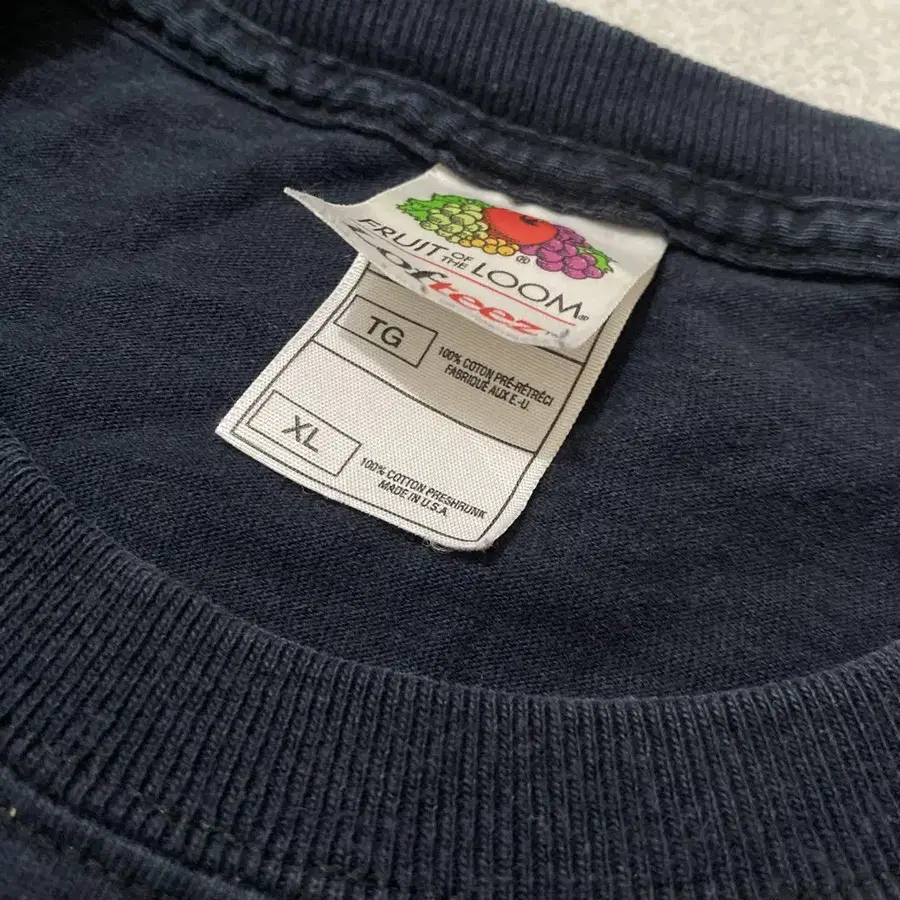 FRUIT OF THE LOOM®
Softeez
TG
100% COTON PRÉ-RÉTRÉCI
FABRIQUÉ AUX E.-U.
XL
100% COTTON PRESHRUNK
MADE IN U.S.A